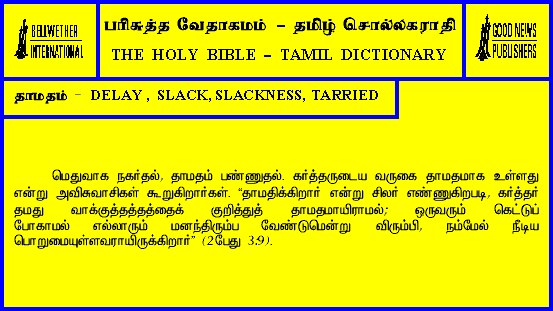 BELLWETHER
INTERNATIONAL
பரிசுத்த வேதாகமம் – தமிழ் சொல்லகராதி
THE HOLY BIBLE – TAMIL DICTIONARY
GOOD NEWS
PUBLISHERS
தாமதம் – DELAY , SLACK, SLACKNESS, TARRIED
மெதுவாக நகர்தல், தாமதம் பண்ணுதல். கர்த்தருடைய வருகை தாமதமாக உள்ளது
என்று அவிசுவாசிகள் கூறுகிறார்கள். “தாமதிக்கிறார் என்று சிலர் எண்ணுகிறபடி, கர்த்தர்
தமது வாக்குத்தத்தத்தைக் குறித்துத் தாமதமாயிராமல்; ஒருவரும் கெட்டுப்
போகாமல் எல்லாரும் மனந்திரும்ப வேண்டுமென்று விரும்பி, நம்மேல் நீடிய
பொறுமையுள்ளவராயிருக்கிறார்” (2பேது 3:9).